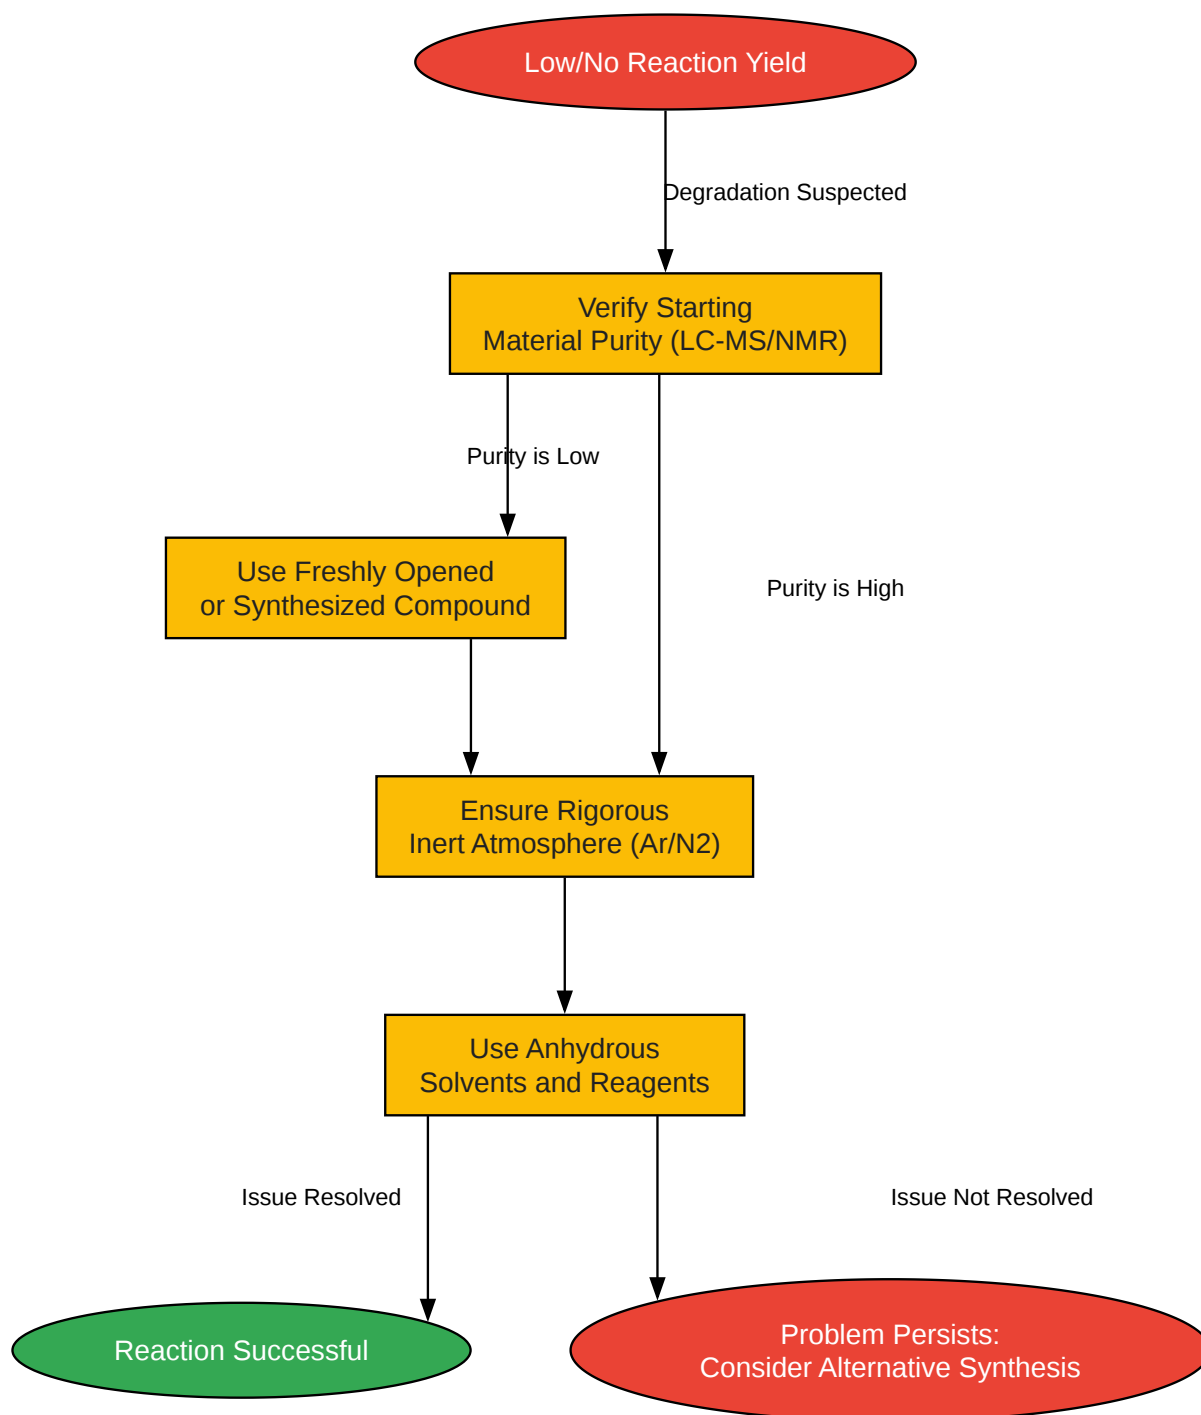 Low/No Reaction Yield
Degradation Suspected
Verify Starting
Material Purity (LC-MS/NMR)
Purity is Low
Use Freshly Opened
or Synthesized Compound
Purity is High
Ensure Rigorous
Inert Atmosphere (Ar/N2)
Use Anhydrous
Solvents and Reagents
Issue Resolved
Issue Not Resolved
Reaction Successful
Problem Persists:
Consider Alternative Synthesis